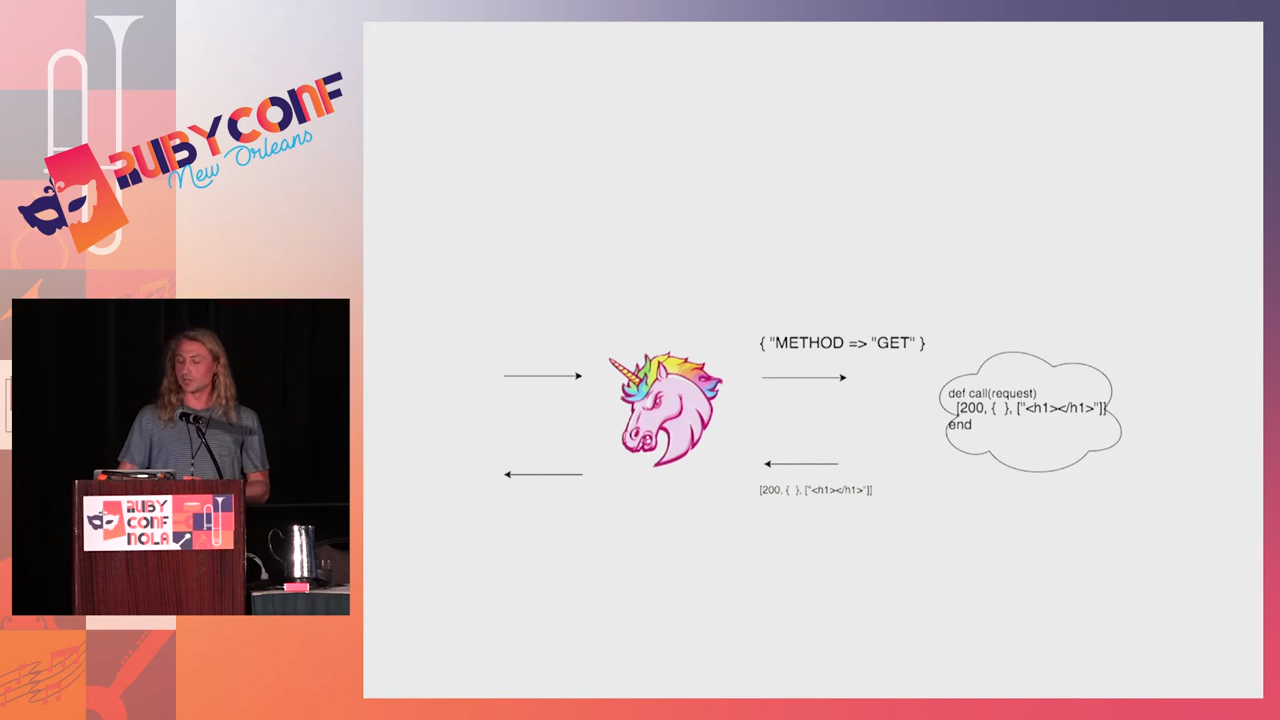 RUBYCONF
New Orleans
RUBY
CONF
NOLA
{ "METHOD => "GET" }
def call(request)
[200, { }, ["<h1></h1>"]]
end
[200, { }, ["<h1></h1>"]]